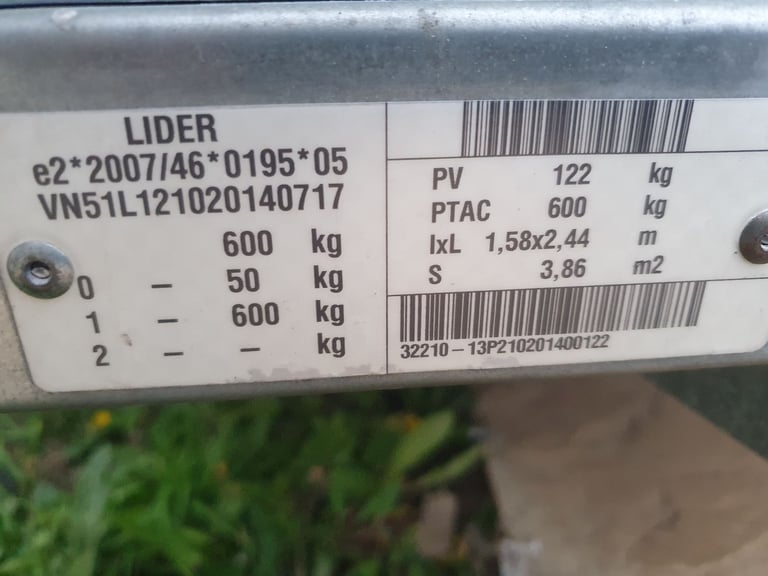 LIDER
e2*2007/46*0195*05
VN51L121020140717
600 kg
0 – 50 kg
1 – 600 kg
2 – – kg
PV 122 kg
PTAC 600 kg
lxL 1,58x2,44 m
S 3,86 m2
32210-13P210201400122